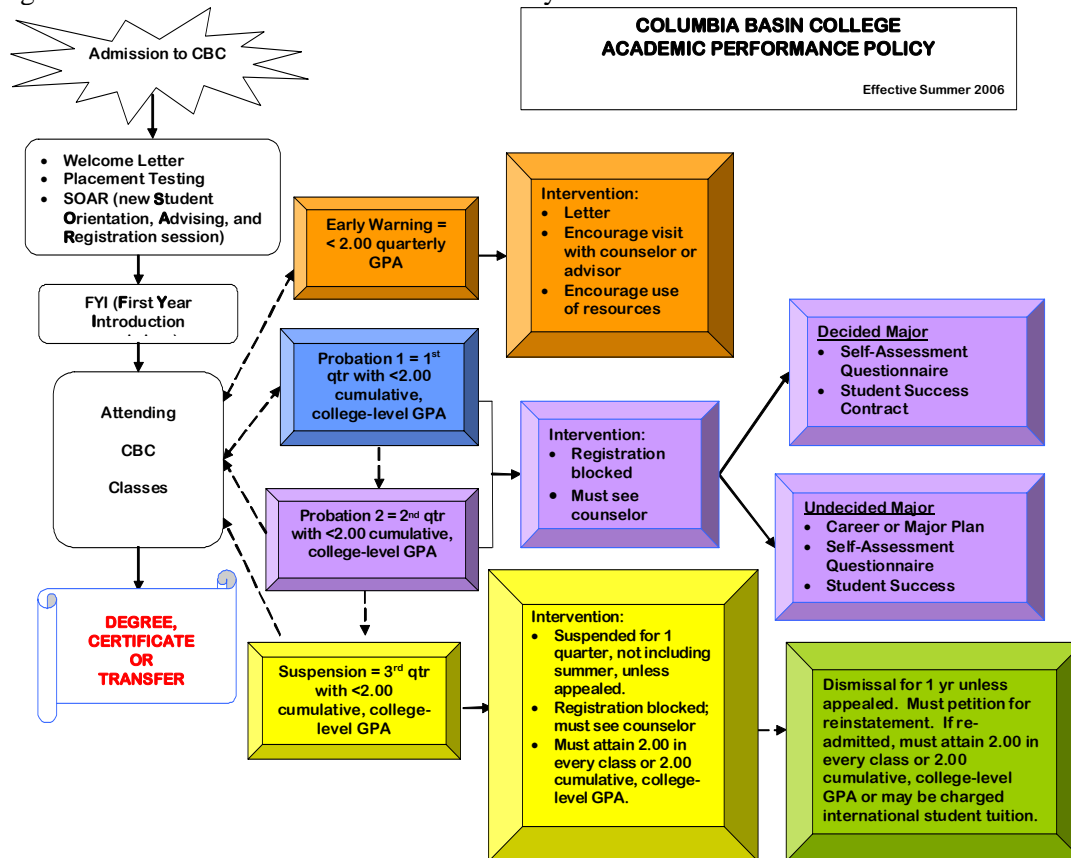 COLUMBIA BASIN COLLEGE
ACADEMIC PERFORMANCE POLICY
Effective Summer 2006
Admission to CBC
• Welcome Letter
• Placement Testing
• SOAR (new Student
Orientation, Advising, and
Registration session)
FYI (First Year
Introduction
Attending
CBC
Classes
DEGREE,
CERTIFICATE
OR
TRANSFER
Early Warning =
< 2.00 quarterly
GPA
Intervention:
• Letter
• Encourage visit
with counselor or
advisor
• Encourage use
of resources
Probation 1 = 1st
qtr with <2.00
cumulative,
college-level GPA
Probation 2 = 2nd qtr
with <2.00 cumulative,
college-level GPA
Intervention:
• Registration
blocked
• Must see
counselor
Decided Major
• Self-Assessment
Questionnaire
• Student Success
Contract
Undecided Major
• Career or Major Plan
• Self-Assessment
Questionnaire
• Student Success
Suspension = 3rd qtr
with <2.00
cumulative, college-
level GPA
Intervention:
• Suspended for 1
quarter, not including
summer, unless
appealed.
• Registration blocked;
must see counselor
• Must attain 2.00 in
every class or 2.00
cumulative, college-
level GPA.
Dismissal for 1 yr unless
appealed. Must petition for
reinstatement. If re-
admitted, must attain 2.00 in
every class or 2.00
cumulative, college-level
GPA or may be charged
international student tuition.